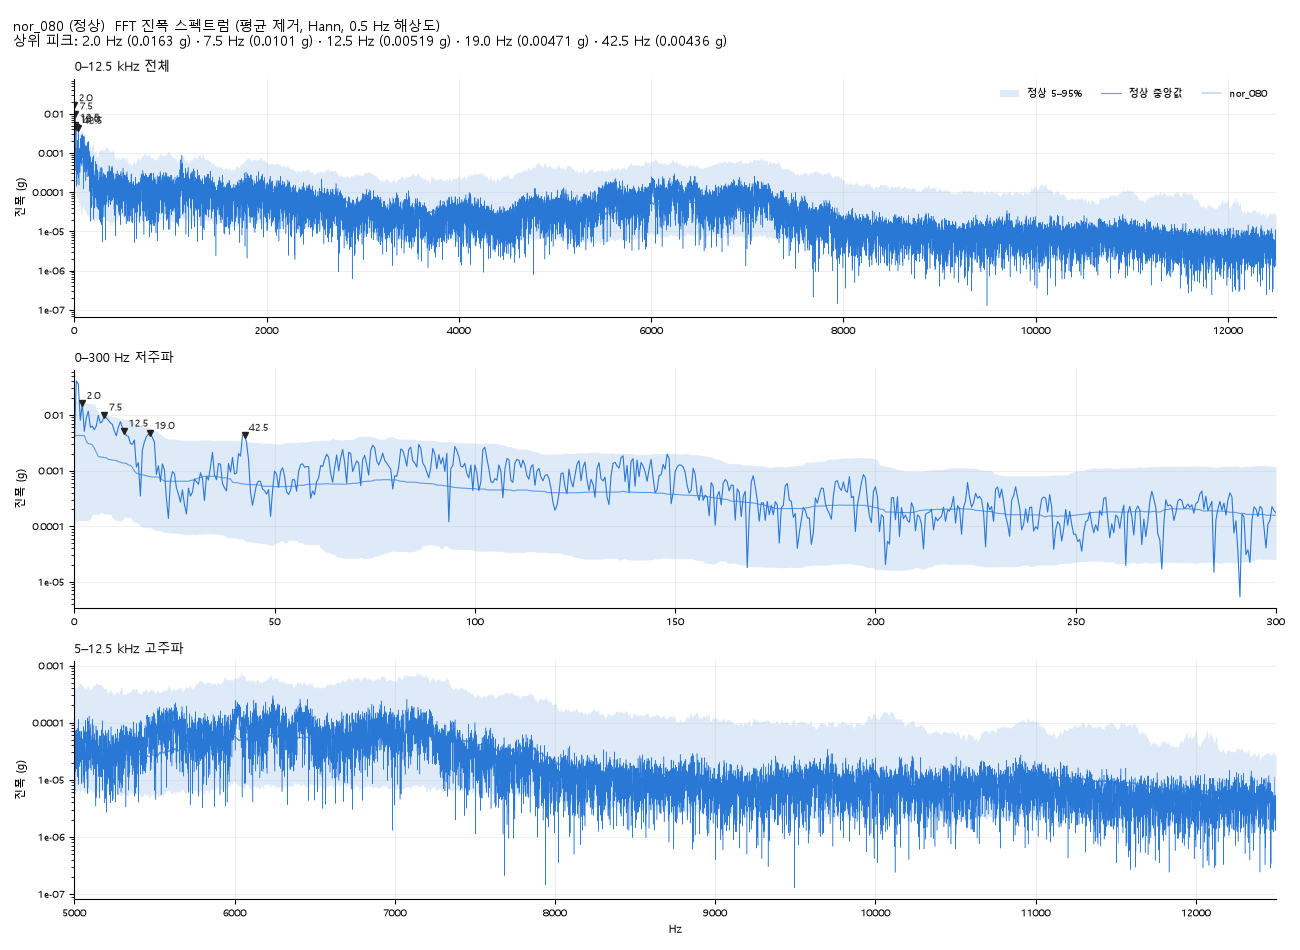 nor_080 (정상)  FFT 진폭 스펙트럼 (평균 제거, Hann, 0.5 Hz 해상도)
상위 피크: 2.0 Hz (0.0163 g) · 7.5 Hz (0.0101 g) · 12.5 Hz (0.00519 g) · 19.0 Hz (0.00471 g) · 42.5 Hz (0.00436 g)
0–12.5 kHz 전체
정상 5–95% 정상 중앙값 nor_080
2.0
7.5
0.01
0.001
0.0001
1e-05
1e-06
1e-07
진폭 (g)
0 2000 4000 6000 8000 10000 12000
0–300 Hz 저주파
2.0
7.5
12.5
19.0
42.5
0.01
0.001
0.0001
1e-05
진폭 (g)
0 50 100 150 200 250 300
5–12.5 kHz 고주파
0.001
0.0001
1e-05
1e-06
1e-07
진폭 (g)
5000 6000 7000 8000 9000 10000 11000 12000
Hz